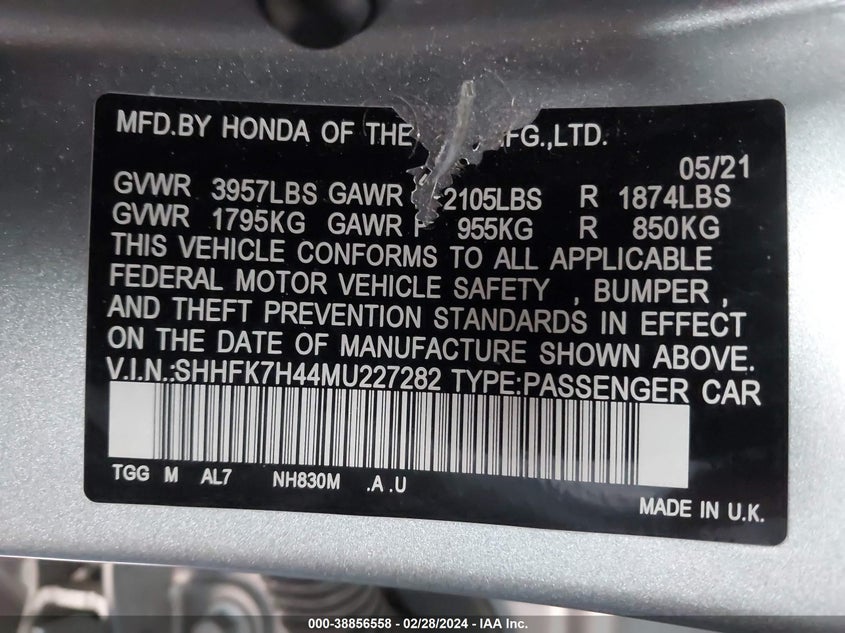 MFD.BY HONDA OF THE FG.,LTD.
05/21
GVWR 3957LBS GAWR 2105LBS R 1874LBS
GVWR 1795KG GAWR F 955KG R 850KG
THIS VEHICLE CONFORMS TO ALL APPLICABLE
FEDERAL MOTOR VEHICLE SAFETY , BUMPER ,
AND THEFT PREVENTION STANDARDS IN EFFECT
ON THE DATE OF MANUFACTURE SHOWN ABOVE.
V.I.N.:SHHFK7H44MU227282 TYPE:PASSENGER CAR
TGG M AL7 NH830M .A .U
MADE IN U.K.
000-38856558 - 02/28/2024 - IAA Inc.